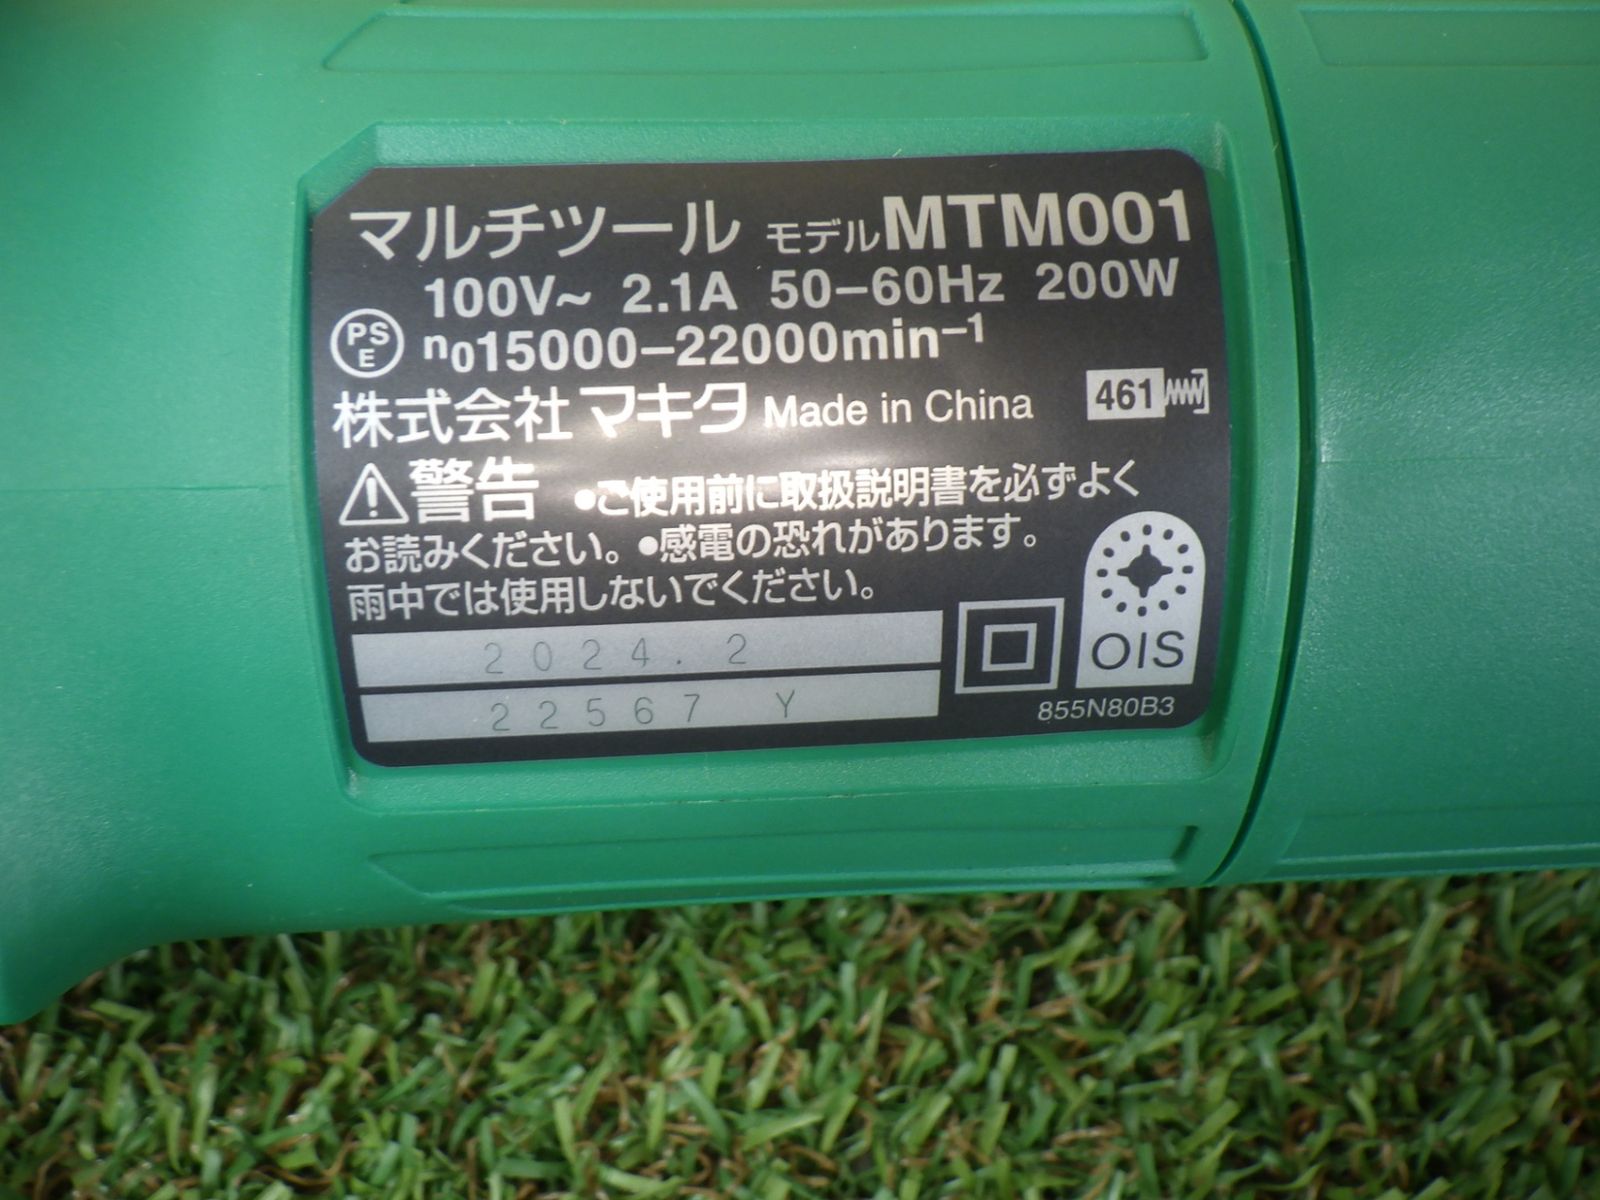 マルチツール モデルMTM001
100V~ 2.1A 50-60Hz 200W
PS
E
n₀15000-22000min⁻¹
株式会社マキタ Made in China
461
⚠警告 •ご使用前に取扱説明書を必ずよく
お読みください。•感電の恐れがあります。
雨中では使用しないでください。
2024. 2
22567 Y
OIS
855N80B3